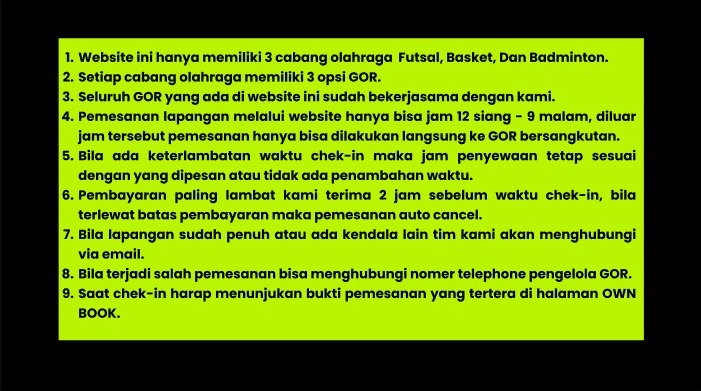 1. Website ini hanya memiliki 3 cabang olahraga Futsal, Basket, Dan Badminton.
2. Setiap cabang olahraga memiliki 3 opsi GOR.
3. Seluruh GOR yang ada di website ini sudah bekerjasama dengan kami.
4. Pemesanan lapangan melalui website hanya bisa jam 12 siang - 9 malam, diluar
jam tersebut pemesanan hanya bisa dilakukan langsung ke GOR bersangkutan.
5. Bila ada keterlambatan waktu chek-in maka jam penyewaan tetap sesuai
dengan yang dipesan atau tidak ada penambahan waktu.
6. Pembayaran paling lambat kami terima 2 jam sebelum waktu chek-in, bila
terlewat batas pembayaran maka pemesanan auto cancel.
7. Bila lapangan sudah penuh atau ada kendala lain tim kami akan menghubungi
via email.
8. Bila terjadi salah pemesanan bisa menghubungi nomer telephone pengelola GOR.
9. Saat chek-in harap menunjukan bukti pemesanan yang tertera di halaman OWN
BOOK.